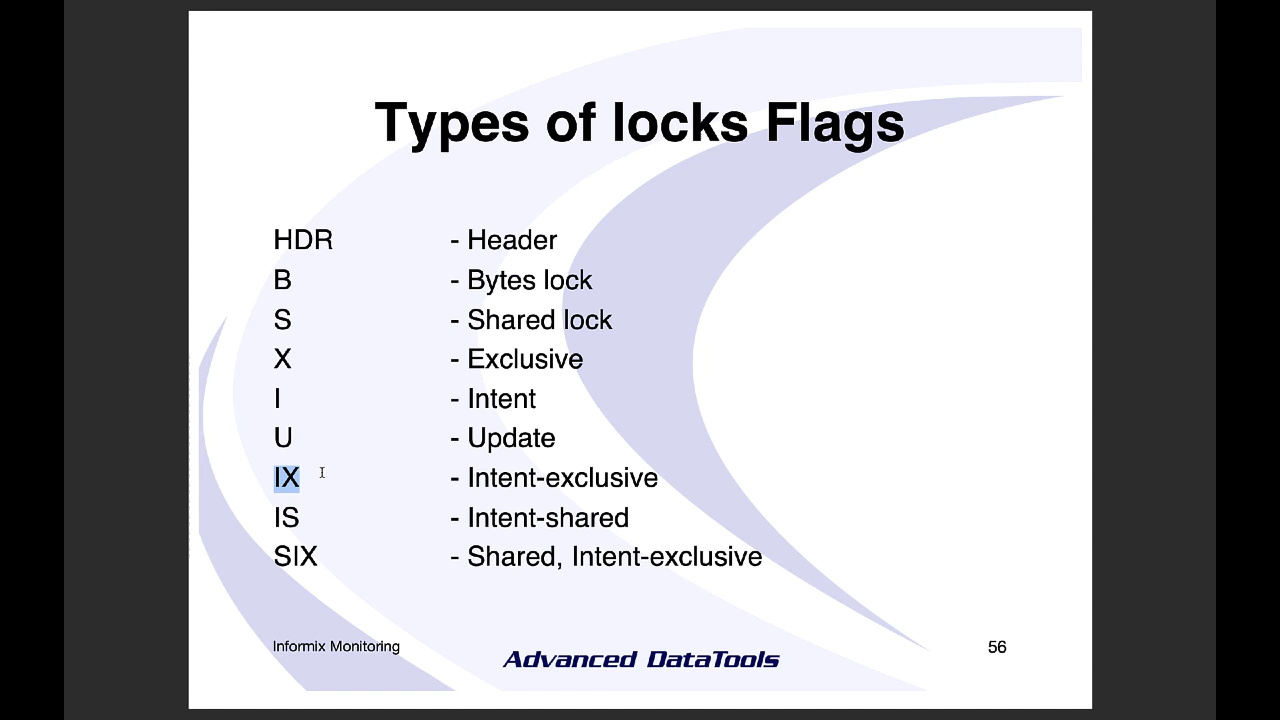 Types of locks Flags
HDR - Header
B - Bytes lock
S - Shared lock
X - Exclusive
I - Intent
U - Update
IX - Intent-exclusive
IS - Intent-shared
SIX - Shared, Intent-exclusive
Informix Monitoring Advanced DataTools 56